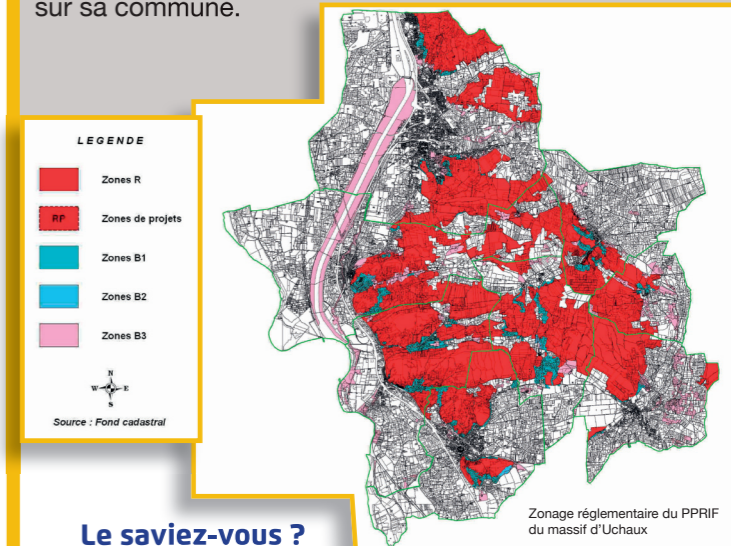 sur sa commune.
LEGENDE
Zones R
RP Zones de projets
Zones B1
Zones B2
Zones B3
N
W E
S
Source : Fond cadastral
Zonage réglementaire du PPRIF
du massif d'Uchaux
Le saviez-vous ?